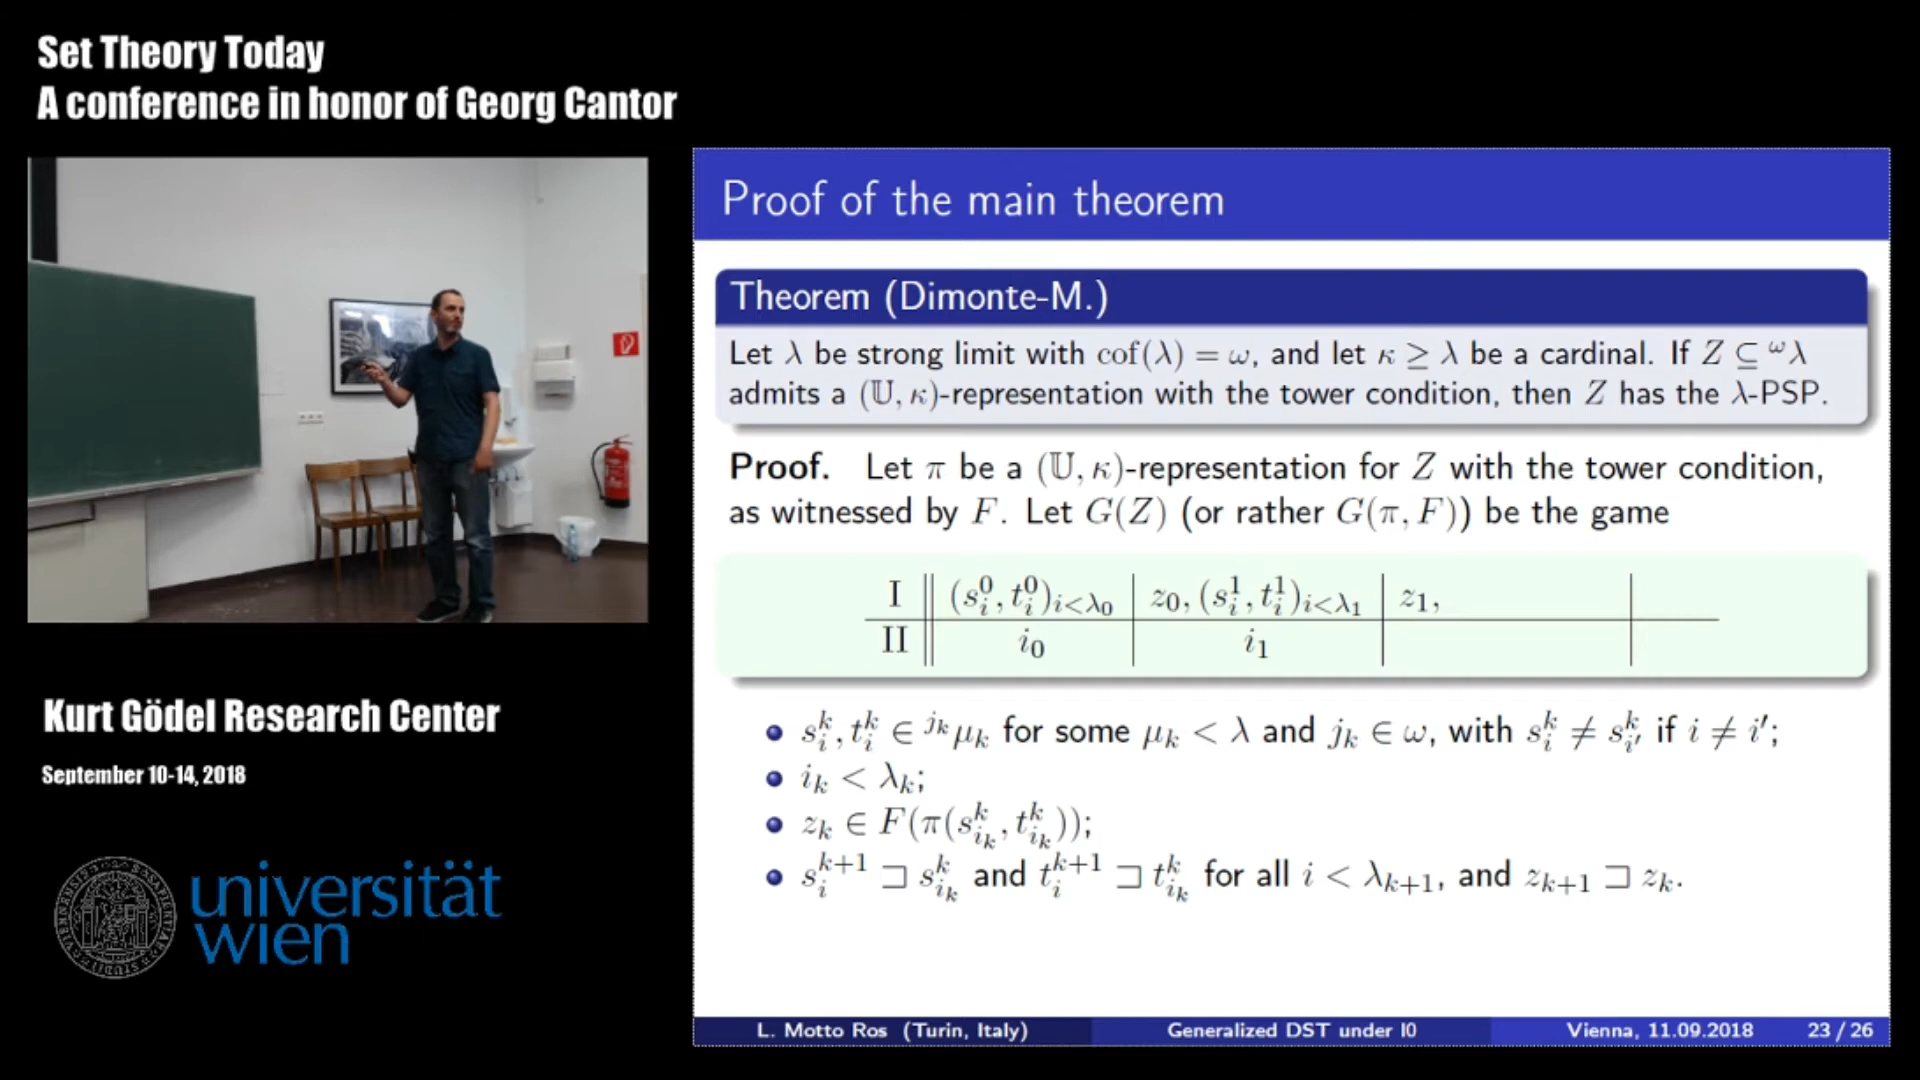 Set Theory Today
A conference in honor of Georg Cantor
Proof of the main theorem
Theorem (Dimonte-M.)
Let λ be strong limit with cof(λ) = ω, and let κ ≥ λ be a cardinal. If Z ⊆ ^ωλ
admits a (𝕌, κ)-representation with the tower condition, then Z has the λ-PSP.
Proof. Let π be a (𝕌, κ)-representation for Z with the tower condition,
as witnessed by F. Let G(Z) (or rather G(π, F)) be the game
I || (s_i^0, t_i^0)_{i<λ_0} | z_0, (s_i^1, t_i^1)_{i<λ_1} | z_1, |
II || i_0 | i_1 | |
• s_i^k, t_i^k ∈ ^{j_k}μ_k for some μ_k < λ and j_k ∈ ω, with s_i^k ≠ s_{i'}^k if i ≠ i';
• i_k < λ_k;
• z_k ∈ F(π(s_{i_k}^k, t_{i_k}^k));
• s_i^{k+1} ⊐ s_{i_k}^k and t_i^{k+1} ⊐ t_{i_k}^k for all i < λ_{k+1}, and z_{k+1} ⊐ z_k.
L. Motto Ros (Turin, Italy) Generalized DST under I0 Vienna, 11.09.2018 23 / 26
Kurt Gödel Research Center
September 10-14, 2018
universität
wien